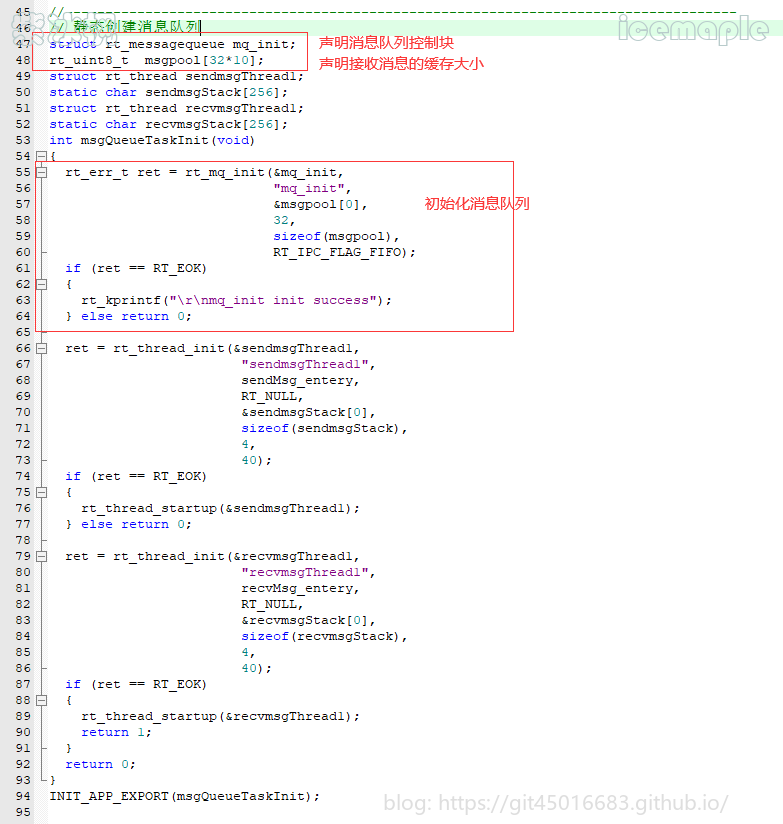 45 // -----------------------------------------------------------------------------------
46 // 静态创建消息队列
47 struct rt_messagequeue mq_init; 声明消息队列控制块
48 rt_uint8_t  msgpool[32*10]; 声明接收消息的缓存大小
49 struct rt_thread sendmsgThread1;
50 static char sendmsgStack[256];
51 struct rt_thread recvmsgThread1;
52 static char recvmsgStack[256];
53 int msgQueueTaskInit(void)
54 {
55   rt_err_t ret = rt_mq_init(&mq_init,
56                             "mq_init",
57                             &msgpool[0], 初始化消息队列
58                             32,
59                             sizeof(msgpool),
60                             RT_IPC_FLAG_FIFO);
61   if (ret == RT_EOK)
62   {
63     rt_kprintf("\r\nmq_init init success");
64   } else return 0;
65
66   ret = rt_thread_init(&sendmsgThread1,
67                         "sendmsgThread1",
68                         sendMsg_entery,
69                         RT_NULL,
70                         &sendmsgStack[0],
71                         sizeof(sendmsgStack),
72                         4,
73                         40);
74   if (ret == RT_EOK)
75   {
76     rt_thread_startup(&sendmsgThread1);
77   } else return 0;
78
79   ret = rt_thread_init(&recvmsgThread1,
80                         "recvmsgThread1",
81                         recvMsg_entery,
82                         RT_NULL,
83                         &recvmsgStack[0],
84                         sizeof(recvmsgStack),
85                         4,
86                         40);
87   if (ret == RT_EOK)
88   {
89     rt_thread_startup(&recvmsgThread1);
90     return 1;
91   }
92   return 0;
93 }
94 INIT_APP_EXPORT(msgQueueTaskInit);
95
icemaple
blog: https://git45016683.github.io/